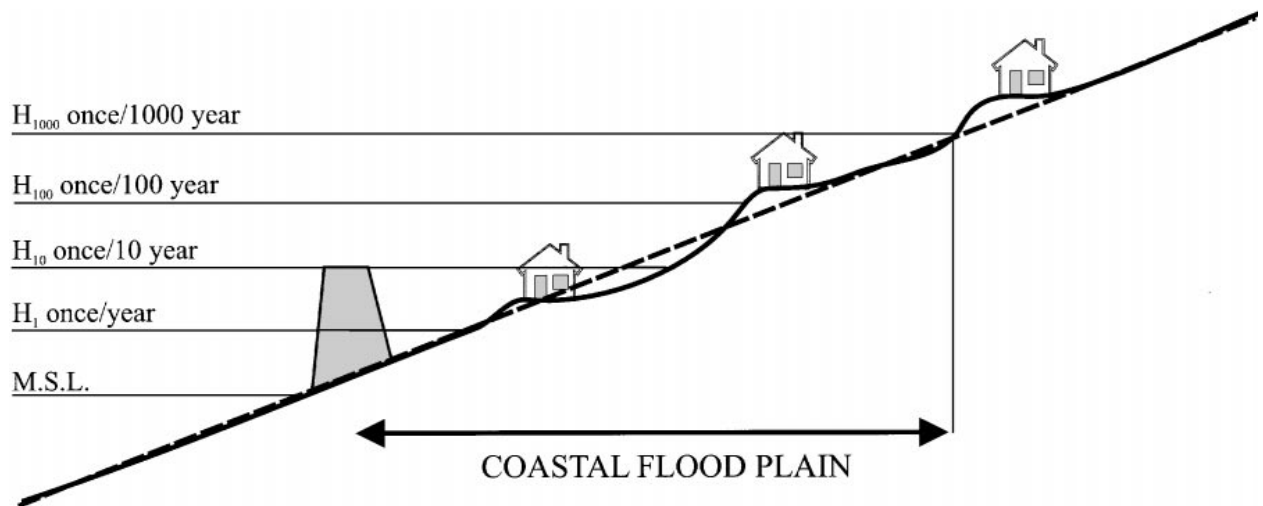 H₁₀₀₀ once/1000 year
H₁₀₀ once/100 year
H₁₀ once/10 year
H₁ once/year
M.S.L.
COASTAL FLOOD PLAIN